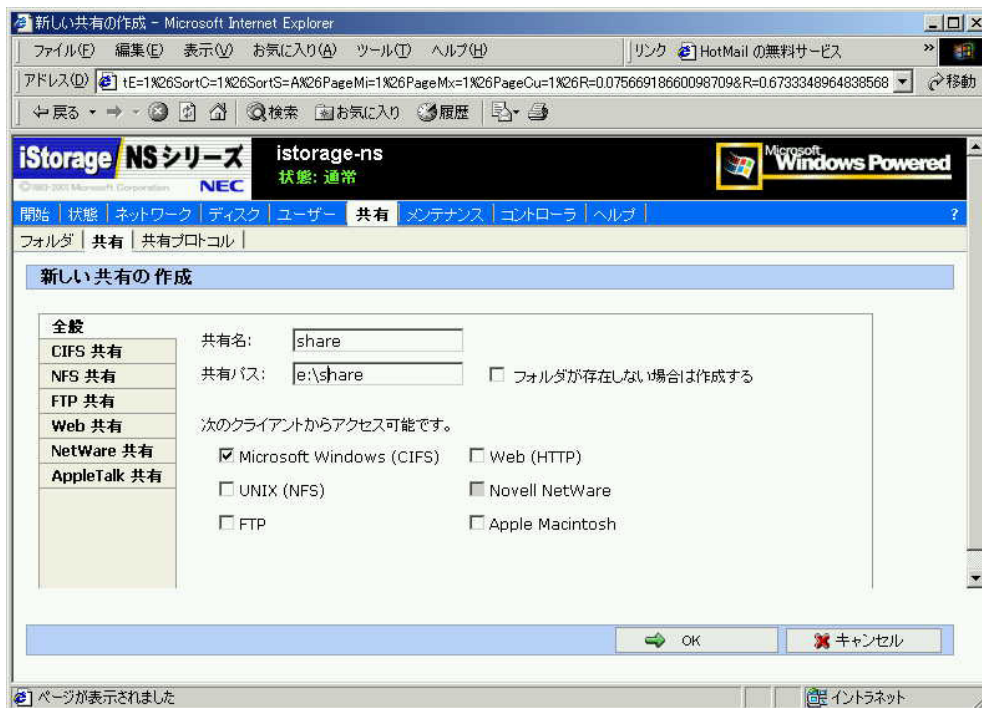 新しい共有の作成 - Microsoft Internet Explorer
ファイル(F) 編集(E) 表示(V) お気に入り(A) ツール(T) ヘルプ(H) リンク HotMail の無料サービス »
アドレス(D) tE=1%26SortC=1%26SortS=A%26PageMi=1%26PageMx=1%26PageCu=1%26R=0.07566918660098709&R=0.6733348964838568 移動
戻る 検索 お気に入り 履歴
iStorage NSシリーズ istorage-ns Microsoft Windows Powered
©1983-2001 Microsoft Corporation NEC 状態: 通常
開始 | 状態 | ネットワーク | ディスク | ユーザー | 共有 | メンテナンス | コントローラ | ヘルプ | ?
フォルダ | 共有 | 共有プロトコル |
新しい共有の作成
全般
CIFS 共有
NFS 共有
FTP 共有
Web 共有
NetWare 共有
AppleTalk 共有
共有名: share
共有パス: e:\share フォルダが存在しない場合は作成する
次のクライアントからアクセス可能です。
Microsoft Windows (CIFS) Web (HTTP)
UNIX (NFS) Novell NetWare
FTP Apple Macintosh
OK キャンセル
ページが表示されました イントラネット